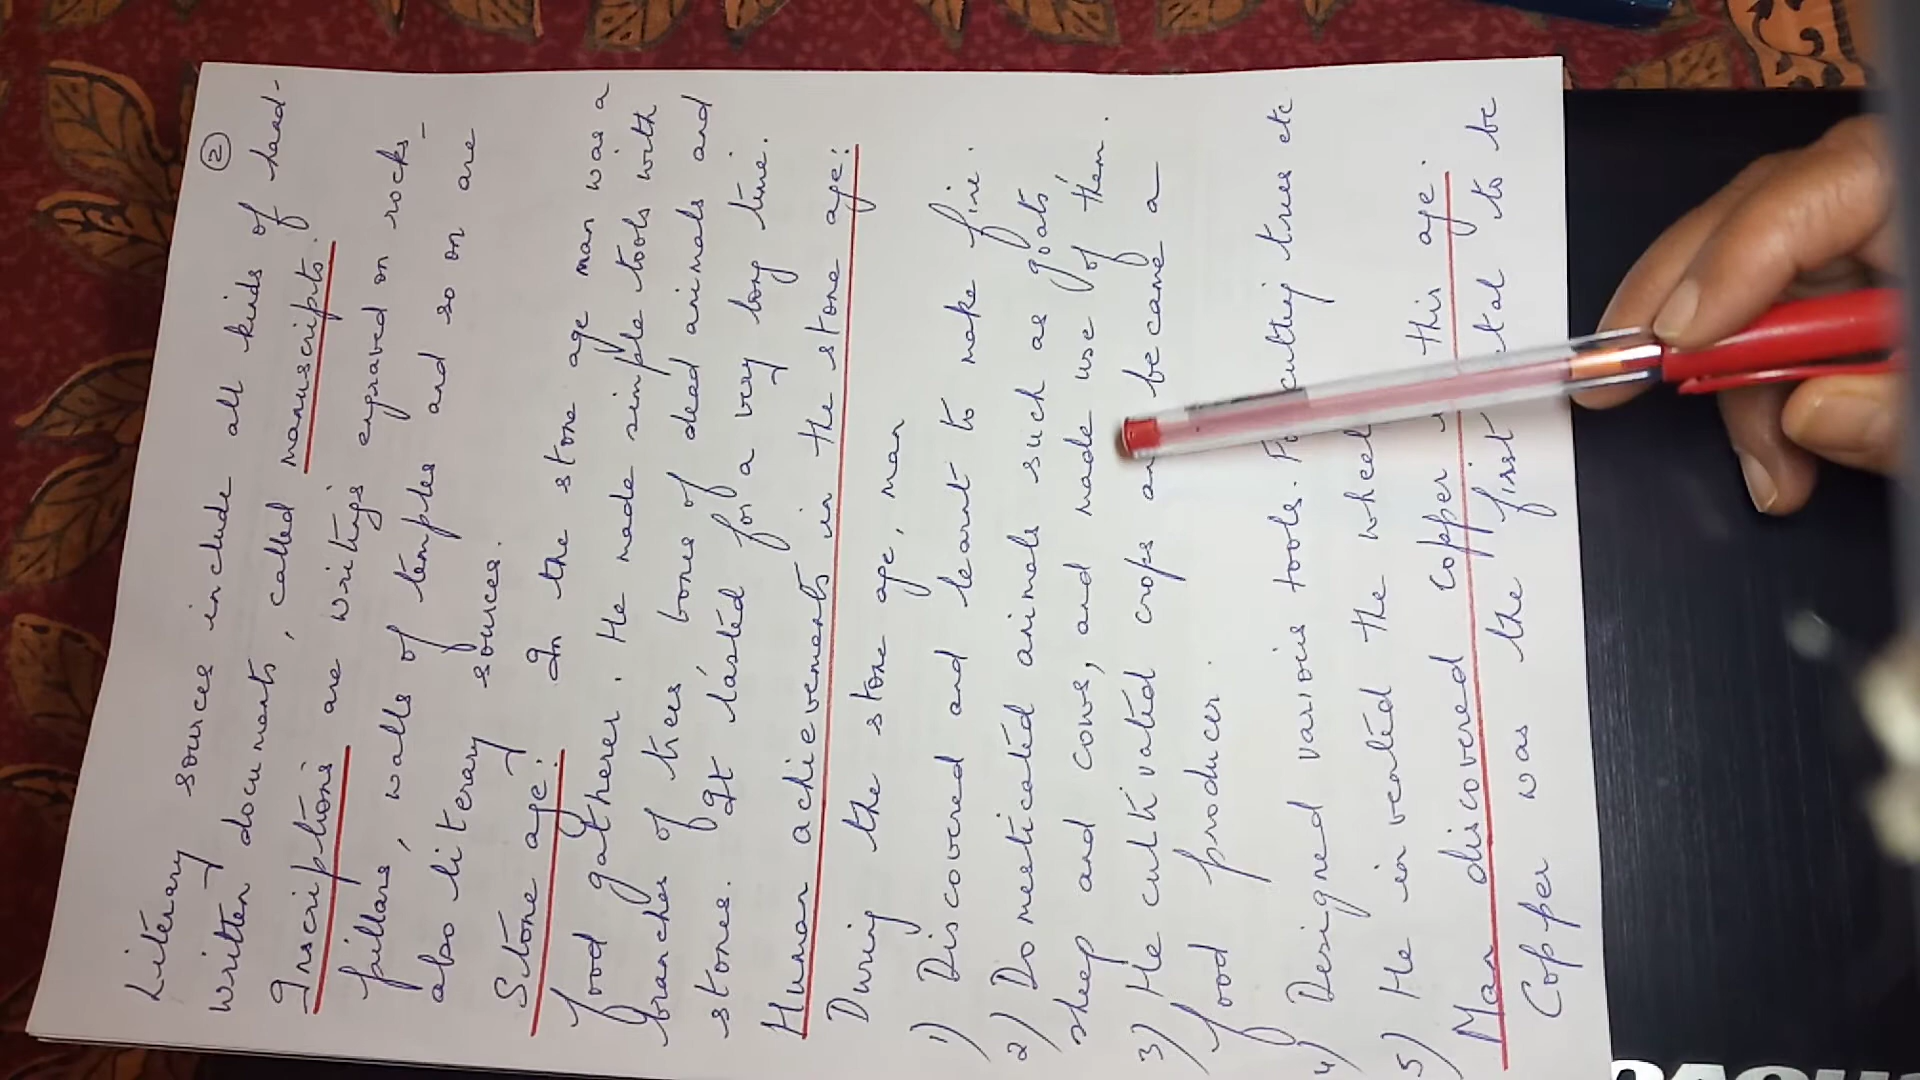 ②
Literary sources include all kinds of hand-
written documents, called manuscripts.
Inscriptions are writings engraved on rocks-
pillars, walls of temples and so on are
also literary sources.
Sstone age: In the stone age man was a
food gatherer. He made simple tools with
branches of trees bones of dead animals and
stones. It lasted for a very long time.
Human achievements in the stone age:
During the stone age, man
1) Discovered and learnt to make fire.
2) Domesticated animals such as goats
sheep and cows, and made use of them.
3) He cultivated crops became a
food producer.
4) Designed various tools. cutting trees etc
5) He invented the wheel
Man discovered copper this age.
Copper was the first to be